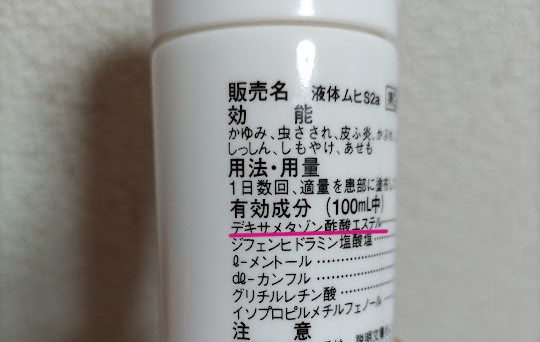 販売名 液体ムヒS2a
効 能
かゆみ、虫さされ、皮ふ炎、かぶれ、
しっしん、しもやけ、あせも
用法・用量
1日数回、適量を患部に塗布し
有効成分 (100mL中)
デキサメタゾン酢酸エステル
ジフェンヒドラミン塩酸塩
ℓ-メントール
dℓ-カンフル
グリチルレチン酸
イソプロピルメチルフェノール
注 意